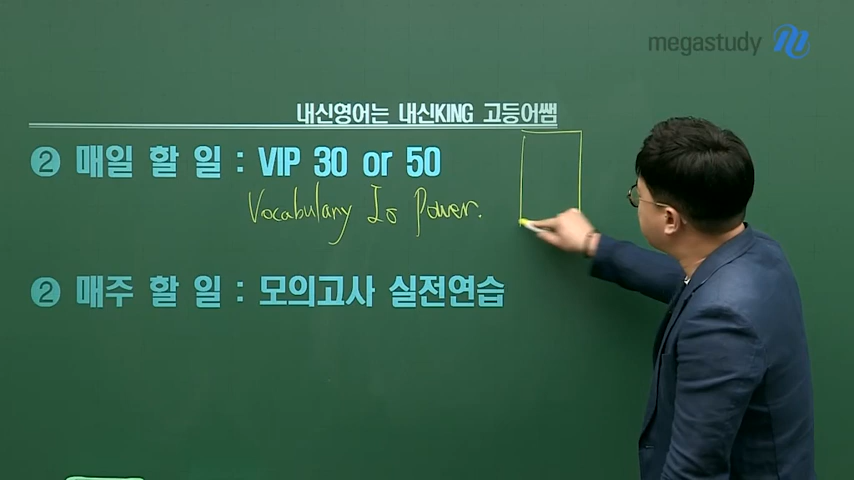 megastudy
내신영어는 내신KING 고등어쌤
❷ 매일 할 일 : VIP 30 or 50
Vocabulary Is Power.
❷ 매주 할 일 : 모의고사 실전연습